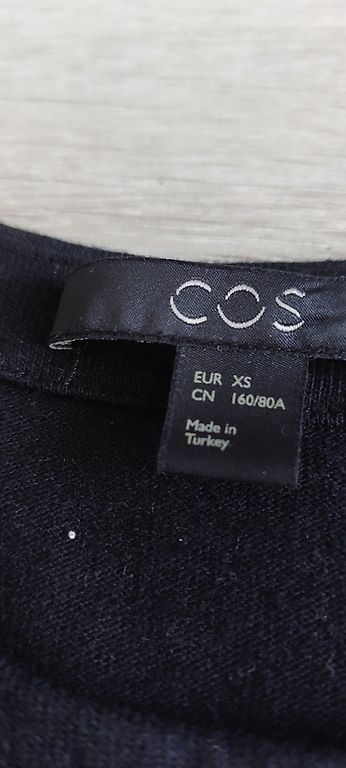 COS
EUR XS
CN 160/80A
Made in
Turkey